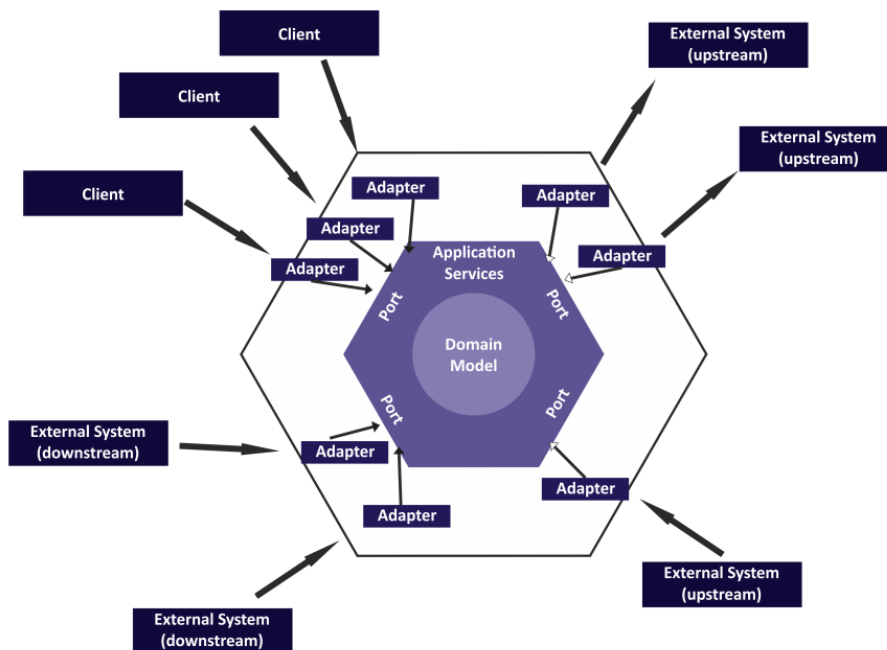 Client
External System
(upstream)
Client
External System
(upstream)
Client
Adapter
Adapter
Adapter
Adapter
Adapter
Application
Services
Port
Port
Domain
Model
Port
Port
External System
(downstream)
Adapter
Adapter
Adapter
External System
(upstream)
External System
(downstream)